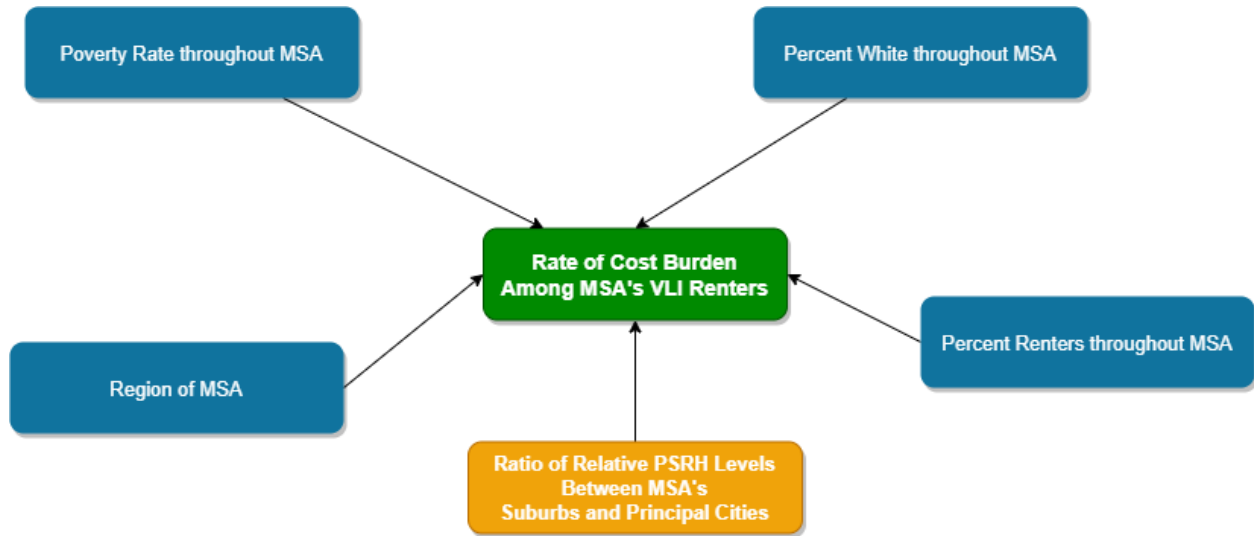 Poverty Rate throughout MSA
Percent White throughout MSA
Rate of Cost Burden
Among MSA's VLI Renters
Percent Renters throughout MSA
Region of MSA
Ratio of Relative PSRH Levels
Between MSA's
Suburbs and Principal Cities